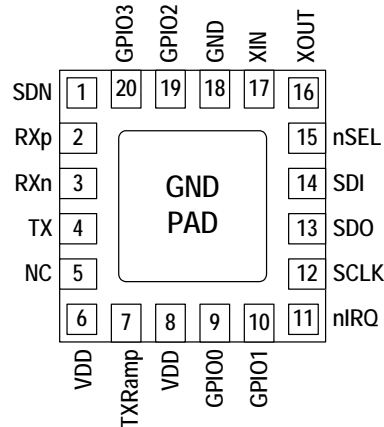 GPIO3 GPIO2 GND XIN XOUT
20 19 18 17 16
SDN 1
RXp 2
RXn 3
TX 4
NC 5
6 7 8 9 10
VDD TXRamp VDD GPIO0 GPIO1
GND
PAD
15 nSEL
14 SDI
13 SDO
12 SCLK
11 nIRQ